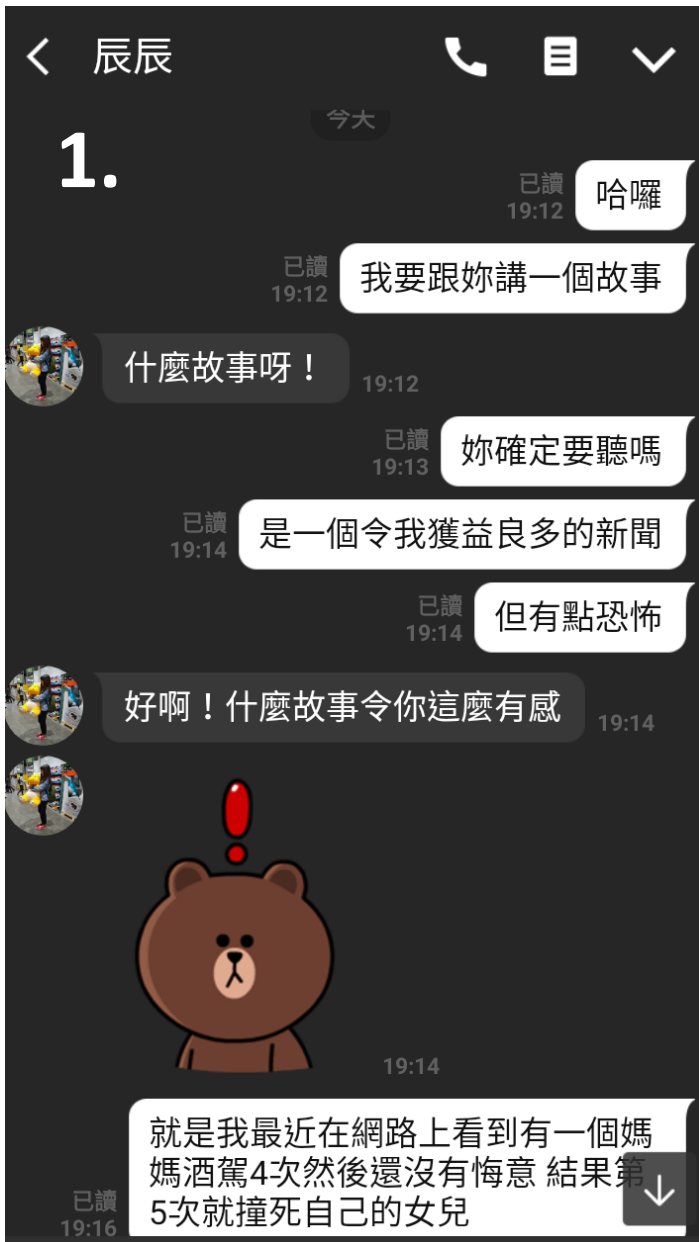 辰辰
今天
1.
哈囉
已讀
19:12
我要跟妳講一個故事
已讀
19:12
什麼故事呀！
19:12
妳確定要聽嗎
已讀
19:13
是一個令我獲益良多的新聞
已讀
19:14
但有點恐怖
已讀
19:14
好啊！什麼故事令你這麼有感
19:14
19:14
就是我最近在網路上看到有一個媽
媽酒駕4次然後還沒有悔意 結果第
5次就撞死自己的女兒
已讀
19:16